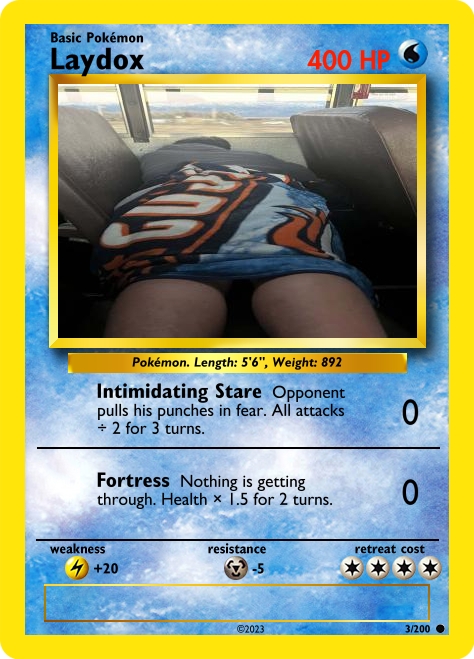 Basic Pokémon
Laydox 400 HP
Pokémon. Length: 5'6", Weight: 892
Intimidating Stare Opponent
pulls his punches in fear. All attacks
÷ 2 for 3 turns.
0
Fortress Nothing is getting
through. Health × 1.5 for 2 turns.
0
weakness resistance retreat cost
+20 -5
©2023 3/200